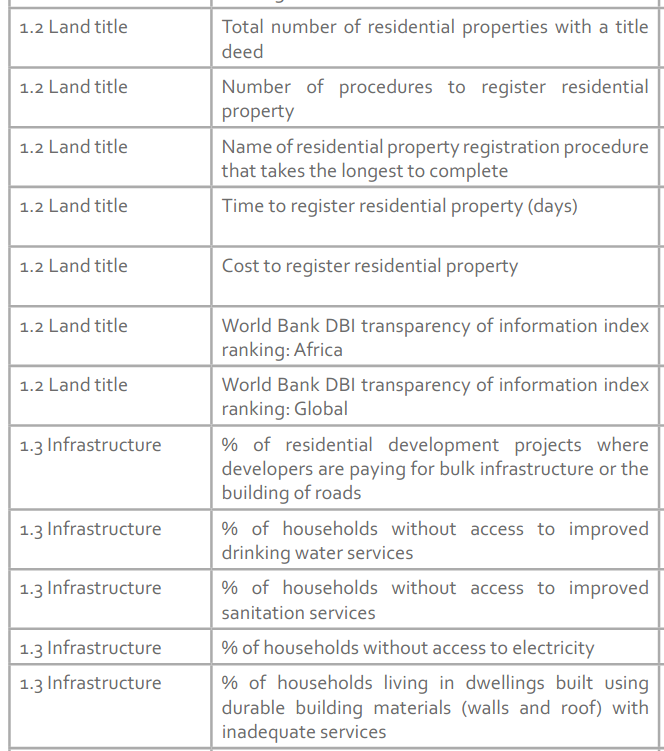 1.2 Land title
Total number of residential properties with a title
deed
1.2 Land title
Number of procedures to register residential
property
1.2 Land title
Name of residential property registration procedure
that takes the longest to complete
1.2 Land title
Time to register residential property (days)
1.2 Land title
Cost to register residential property
1.2 Land title
World Bank DBI transparency of information index
ranking: Africa
1.2 Land title
World Bank DBI transparency of information index
ranking: Global
1.3 Infrastructure
% of residential development projects where
developers are paying for bulk infrastructure or the
building of roads
1.3 Infrastructure
% of households without access to improved
drinking water services
1.3 Infrastructure
% of households without access to improved
sanitation services
1.3 Infrastructure
% of households without access to electricity
1.3 Infrastructure
% of households living in dwellings built using
durable building materials (walls and roof) with
inadequate services